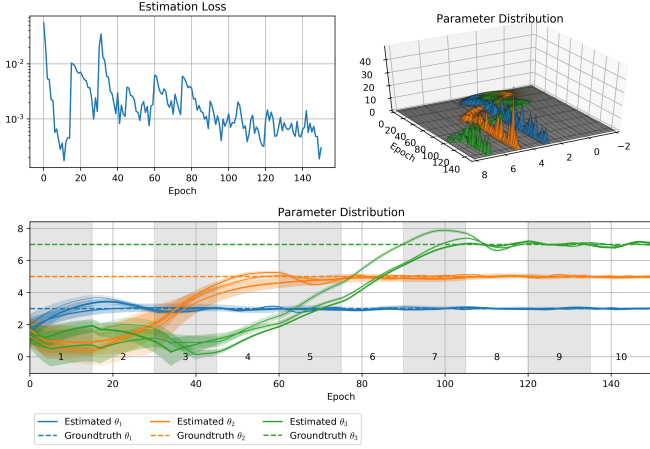 Estimation Loss
10^-2
10^-3
0 20 40 60 80 100 120 140
Epoch
Parameter Distribution
40
30
20
10
0
0 20 40 60 80 100 120 140
Epoch
8 6 4 2 0 −2
Parameter Distribution
8
6
4
2
0
1 2 3 4 5 6 7 8 9 10
0 20 40 60 80 100 120 140
Epoch
Estimated θ₁ Estimated θ₂ Estimated θ₃
Groundtruth θ₁ Groundtruth θ₂ Groundtruth θ₃